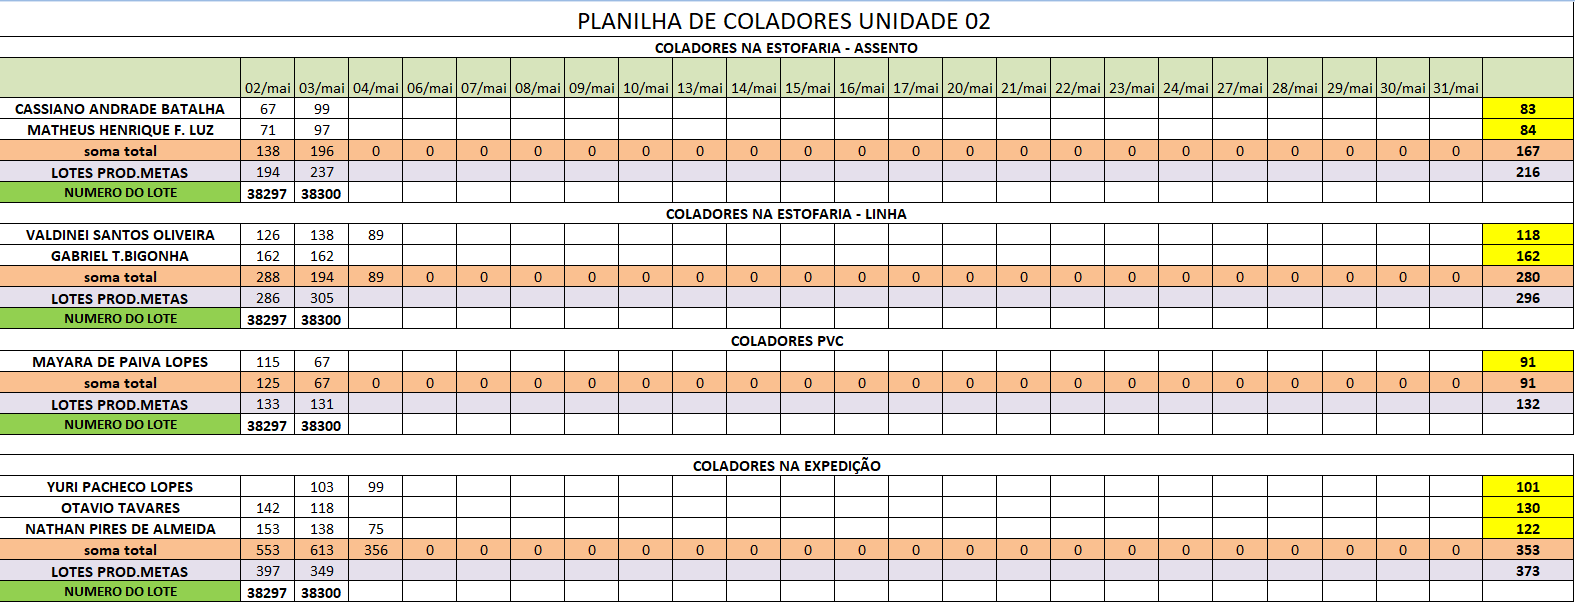 PLANILHA DE COLADORES UNIDADE 02
COLADORES NA ESTOFARIA - ASSENTO
02/mai 03/mai 04/mai 06/mai 07/mai 08/mai 09/mai 10/mai 13/mai 14/mai 15/mai 16/mai 17/mai 20/mai 21/mai 22/mai 23/mai 24/mai 27/mai 28/mai 29/mai 30/mai 31/mai
CASSIANO ANDRADE BATALHA 67 99 83
MATHEUS HENRIQUE F. LUZ 71 97 84
soma total 138 196 0 0 0 0 0 0 0 0 0 0 0 0 0 0 0 0 0 0 0 0 0 167
LOTES PROD.METAS 194 237 216
NUMERO DO LOTE 38297 38300
COLADORES NA ESTOFARIA - LINHA
VALDINEI SANTOS OLIVEIRA 126 138 89 118
GABRIEL T.BIGONHA 162 162 162
soma total 288 194 89 0 0 0 0 0 0 0 0 0 0 0 0 0 0 0 0 0 0 0 0 280
LOTES PROD.METAS 286 305 296
NUMERO DO LOTE 38297 38300
COLADORES PVC
MAYARA DE PAIVA LOPES 115 67 91
soma total 125 67 0 0 0 0 0 0 0 0 0 0 0 0 0 0 0 0 0 0 0 0 0 91
LOTES PROD.METAS 133 131 132
NUMERO DO LOTE 38297 38300
COLADORES NA EXPEDIÇÃO
YURI PACHECO LOPES 103 99 101
OTAVIO TAVARES 142 118 130
NATHAN PIRES DE ALMEIDA 153 138 75 122
soma total 553 613 356 0 0 0 0 0 0 0 0 0 0 0 0 0 0 0 0 0 0 0 0 353
LOTES PROD.METAS 397 349 373
NUMERO DO LOTE 38297 38300